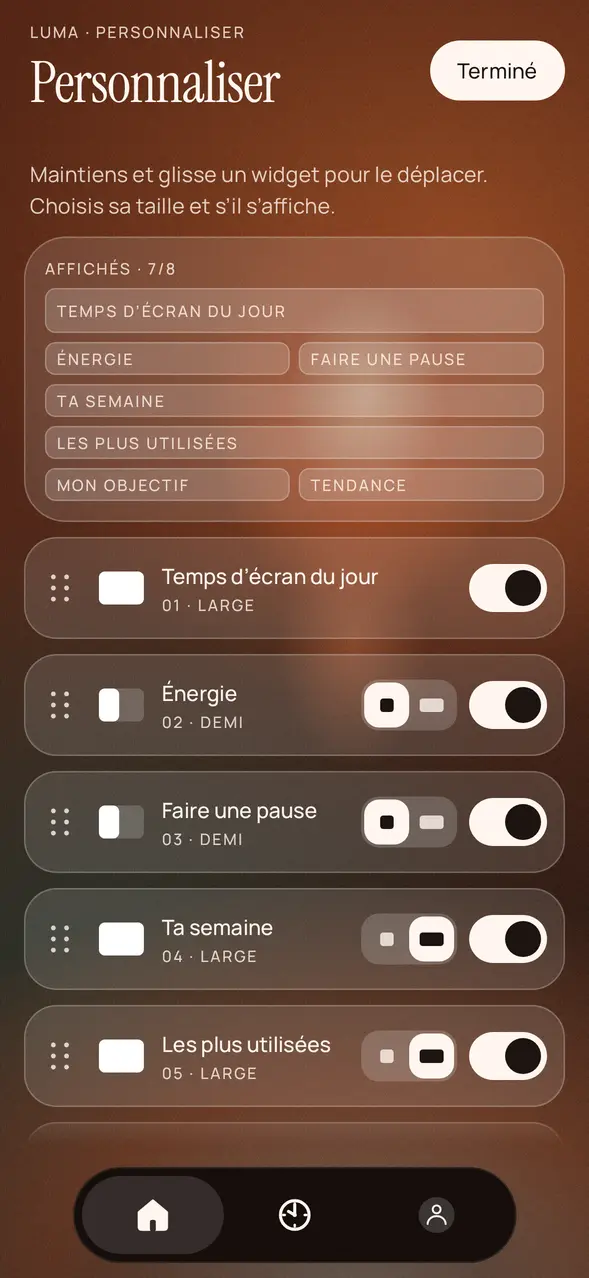 LUMA · PERSONNALISER
Personnaliser
Terminé
Maintiens et glisse un widget pour le déplacer.
Choisis sa taille et s’il s’affiche.
AFFICHÉS · 7/8
TEMPS D’ÉCRAN DU JOUR
ÉNERGIE
FAIRE UNE PAUSE
TA SEMAINE
LES PLUS UTILISÉES
MON OBJECTIF
TENDANCE
Temps d’écran du jour
01 · LARGE
Énergie
02 · DEMI
Faire une pause
03 · DEMI
Ta semaine
04 · LARGE
Les plus utilisées
05 · LARGE